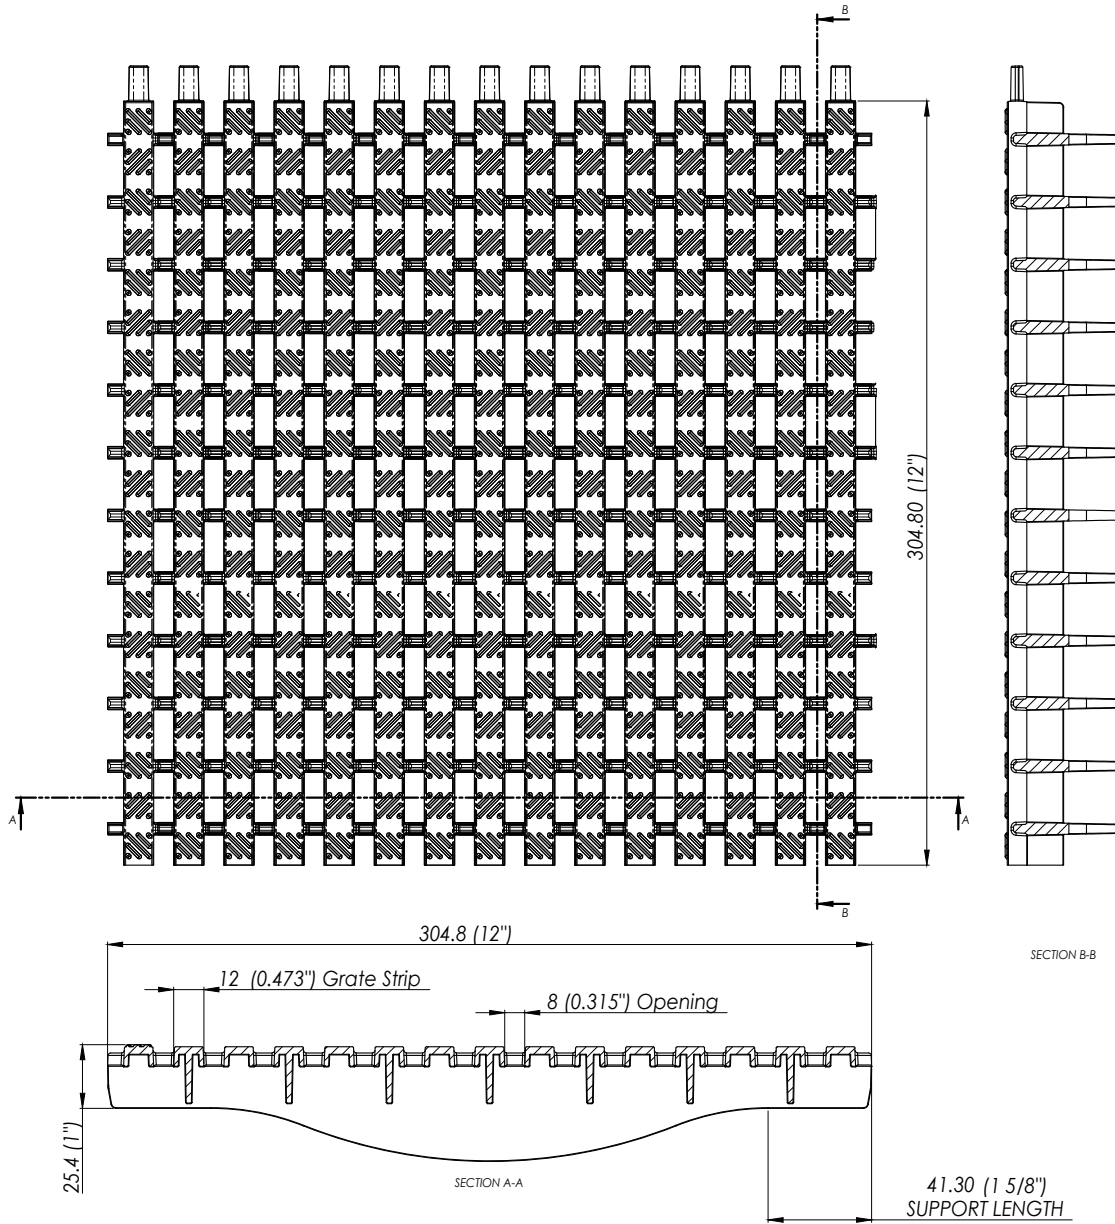 B
A
A
304.80 (12")
B
SECTION B-B
304.8 (12")
12 (0.473") Grate Strip
8 (0.315") Opening
25.4 (1")
SECTION A-A
41.30 (1 5/8")
SUPPORT LENGTH